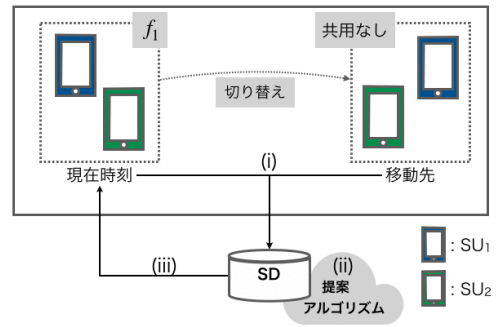 f1
共用なし
切り替え
(i)
現在時刻
移動先
(iii)
SD
(ii)
提案
アルゴリズム
: SU1
: SU2